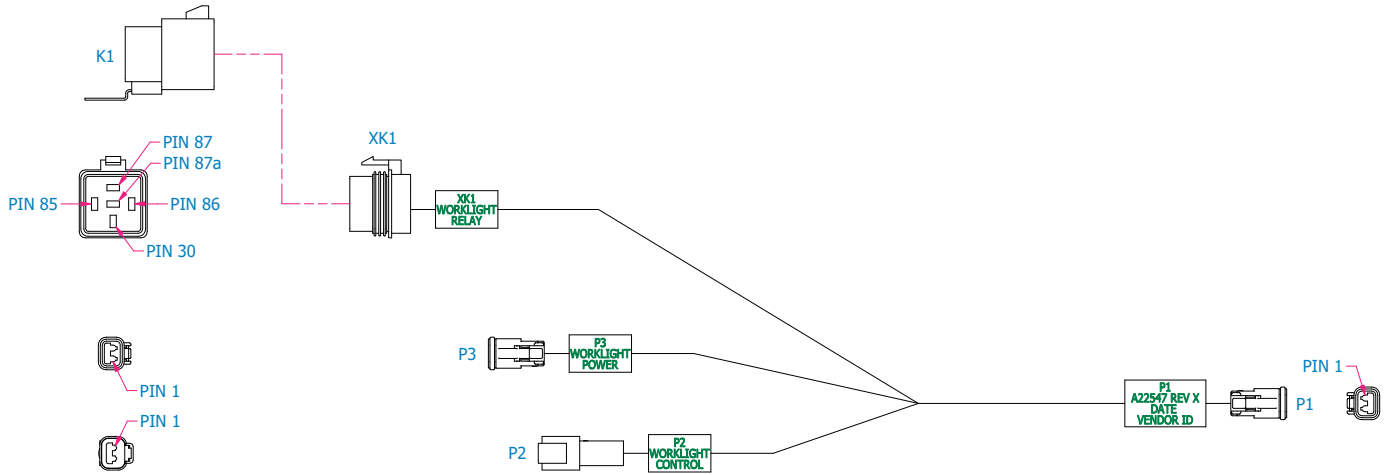 K1
PIN 87
XK1
PIN 87a
PIN 85
PIN 86
XK1
WORKLIGHT
RELAY
PIN 30
P3
P3
WORKLIGHT
POWER
PIN 1
PIN 1
P1
A22547 REV X
DATE
VENDOR ID
P1
PIN 1
P2
P2
WORKLIGHT
CONTROL